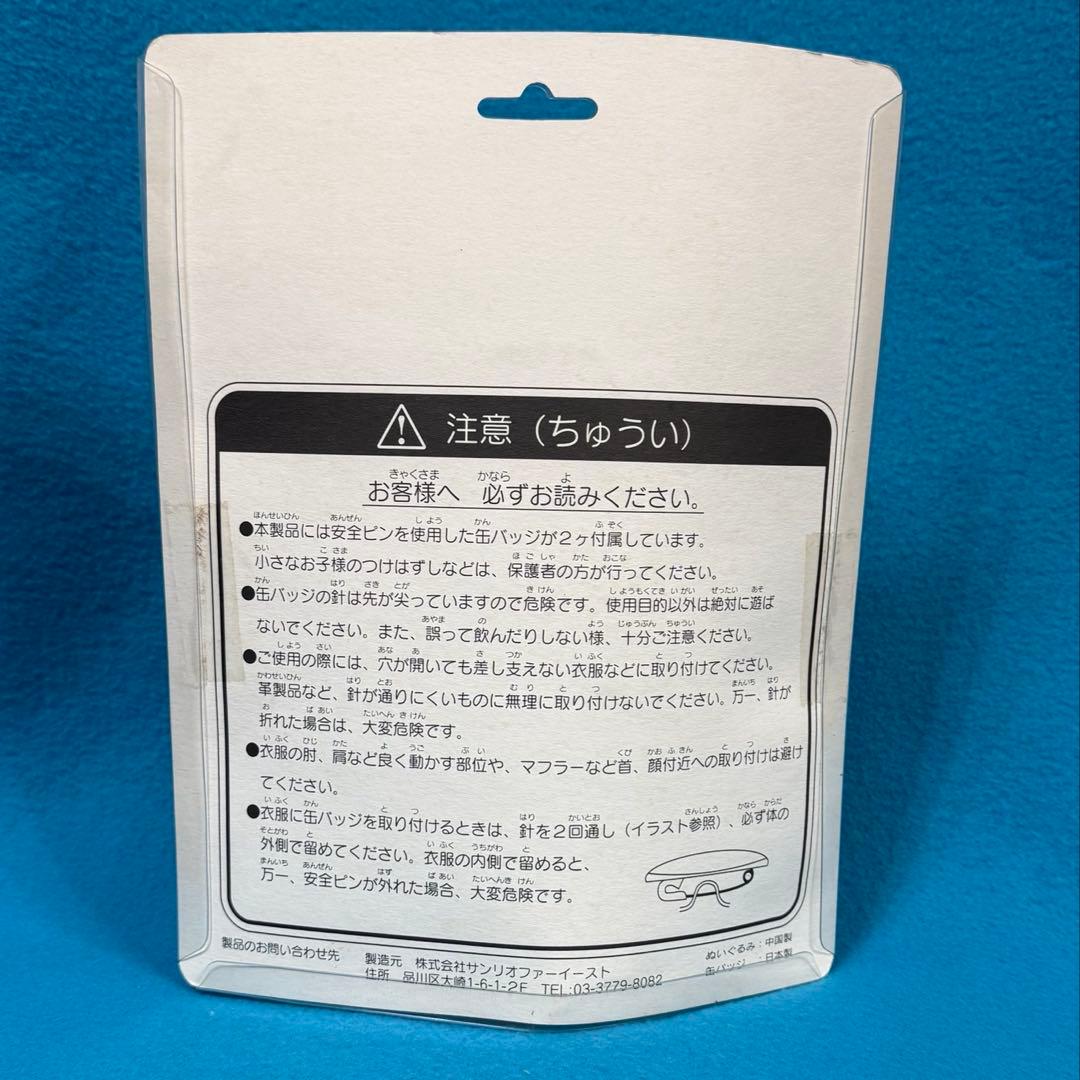 注意（ちゅうい）
お客様へ 必ずお読みください。
●本製品には安全ピンを使用した缶バッジが2ヶ付属しています。
小さなお子様のつけはずしなどは、保護者の方が行ってください。
●缶バッジの針は先が尖っていますので危険です。使用目的以外は絶対に遊ば
ないでください。また、誤って飲んだりしない様、十分ご注意ください。
●ご使用の際には、穴が開いても差し支えない衣服などに取り付けてください。
革製品など、針が通りにくいものに無理に取り付けないでください。万一、針が
折れた場合は、大変危険です。
●衣服の肘、肩など良く動かす部位や、マフラーなど首、顔付近への取り付けは避け
てください。
●衣服に缶バッジを取り付けるときは、針を2回通し（イラスト参照）、必ず体の
外側で留めてください。衣服の内側で留めると、
万一、安全ピンが外れた場合、大変危険です。
製品のお問い合わせ先 製造元 株式会社サンリオファーイースト
住所 品川区大崎1-6-1-2F TEL:03-3779-8082
ぬいぐるみ：中国製
缶バッジ ：日本製